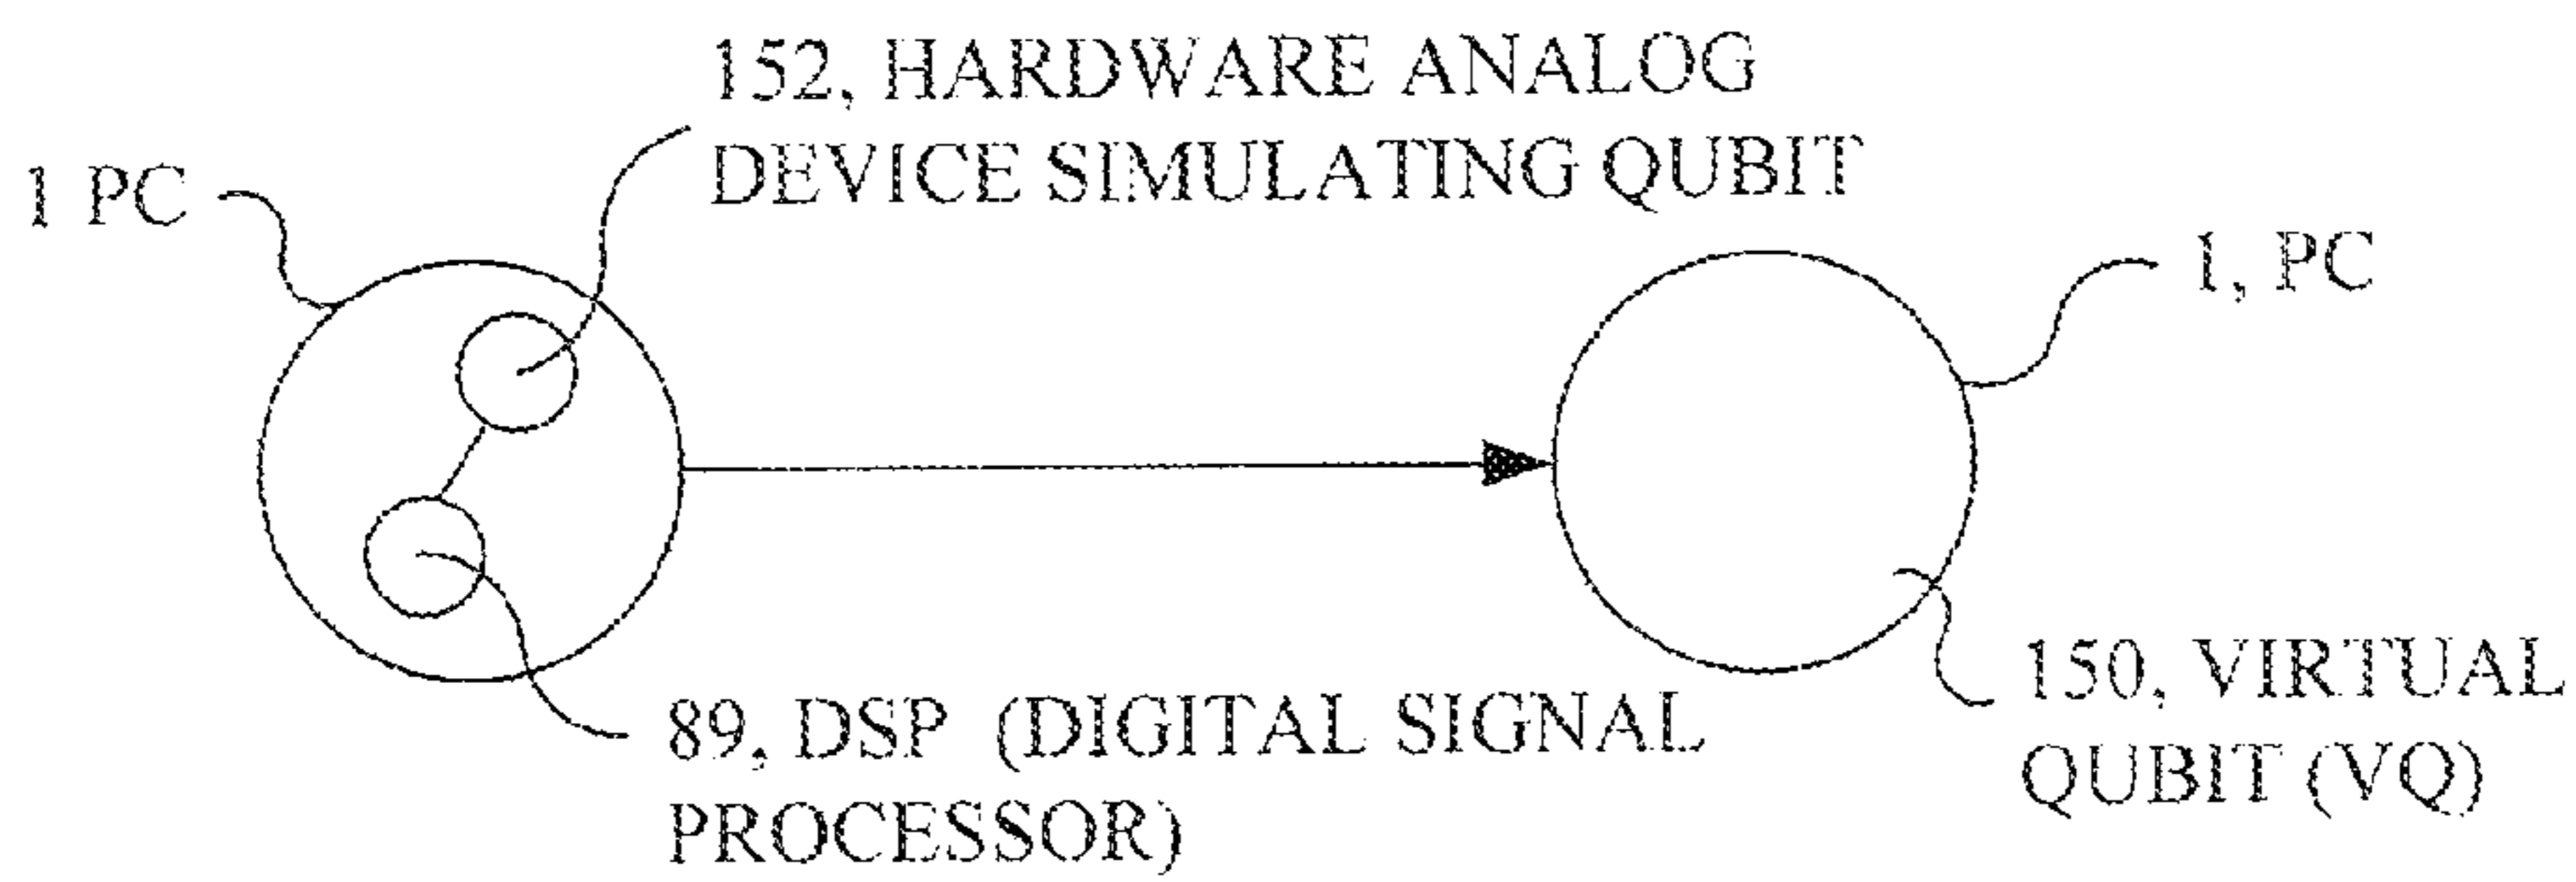 152, HARDWARE ANALOG
DEVICE SIMULATING QUBIT
1 PC
1, PC
89, DSP (DIGITAL SIGNAL
PROCESSOR)
150, VIRTUAL
QUBIT (VQ)